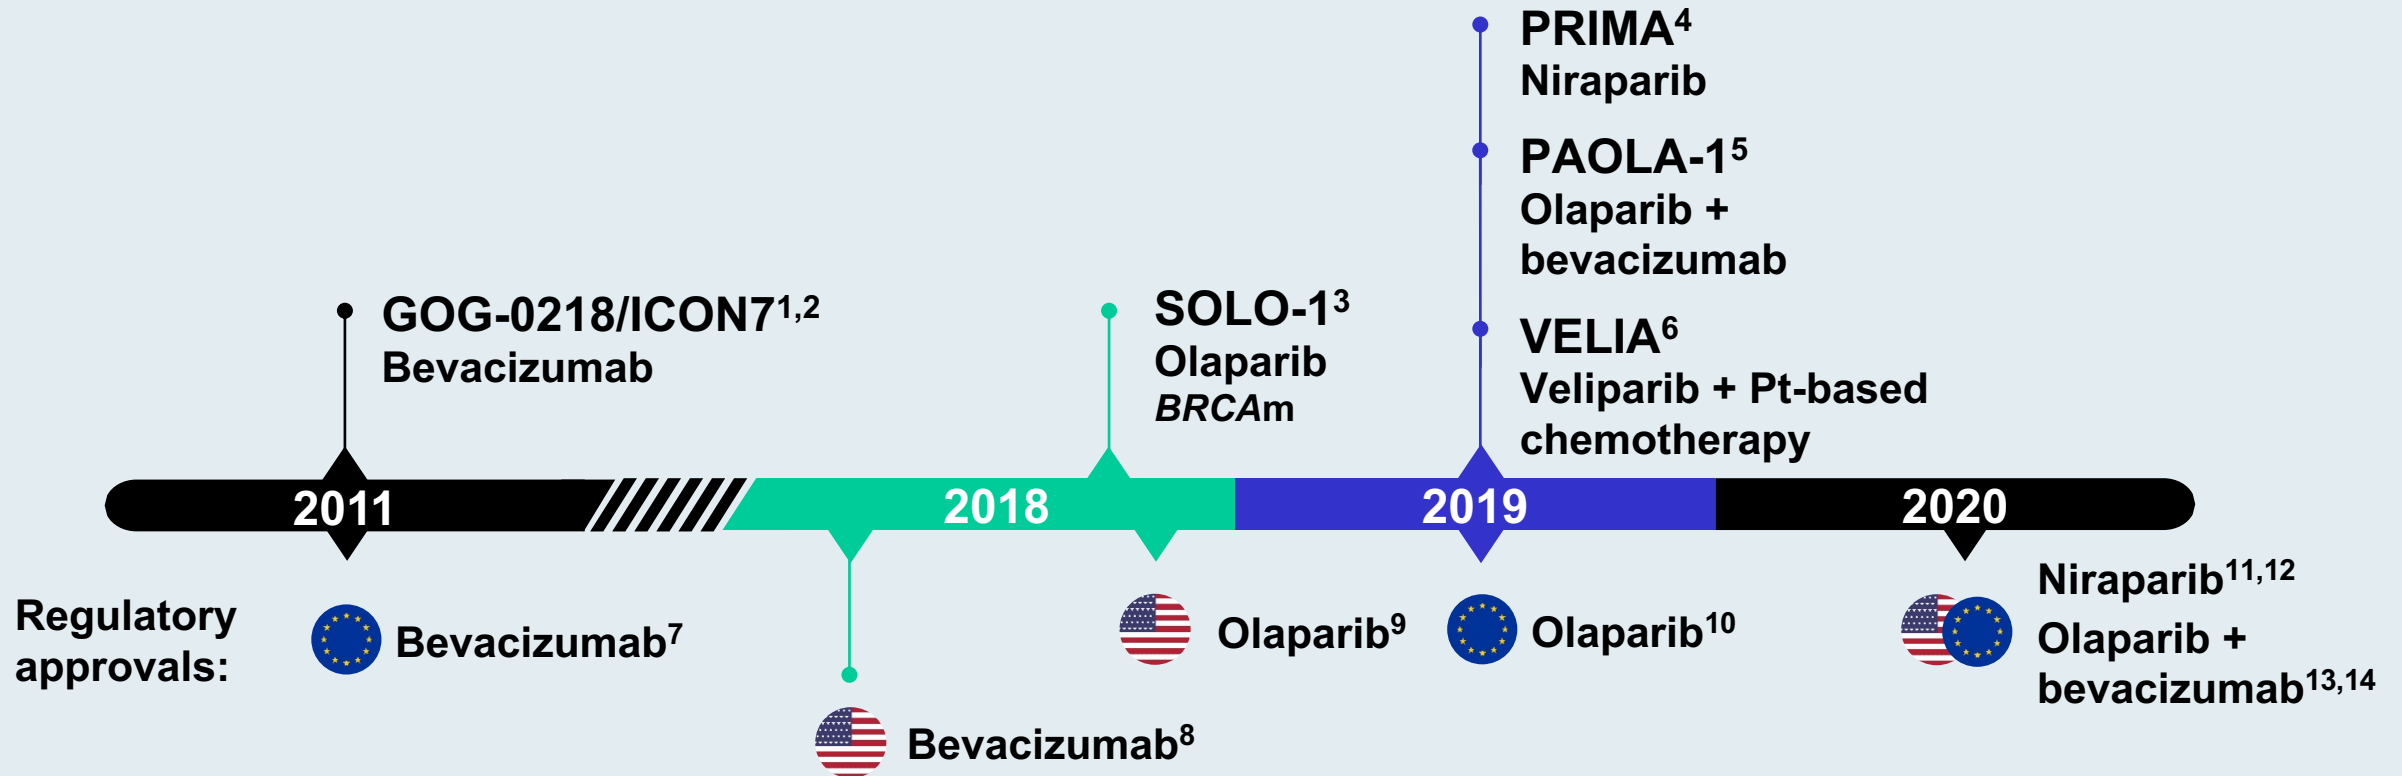 PRIMA⁴
Niraparib
PAOLA-1⁵
Olaparib +
bevacizumab
GOG-0218/ICON7¹,²
Bevacizumab
SOLO-1³
Olaparib
BRCAm
VELIA⁶
Veliparib + Pt-based
chemotherapy
2011
2018
2019
2020
Regulatory
approvals:
Bevacizumab⁷
Bevacizumab⁸
Olaparib⁹
Olaparib¹⁰
Niraparib¹¹,¹²
Olaparib +
bevacizumab¹³,¹⁴